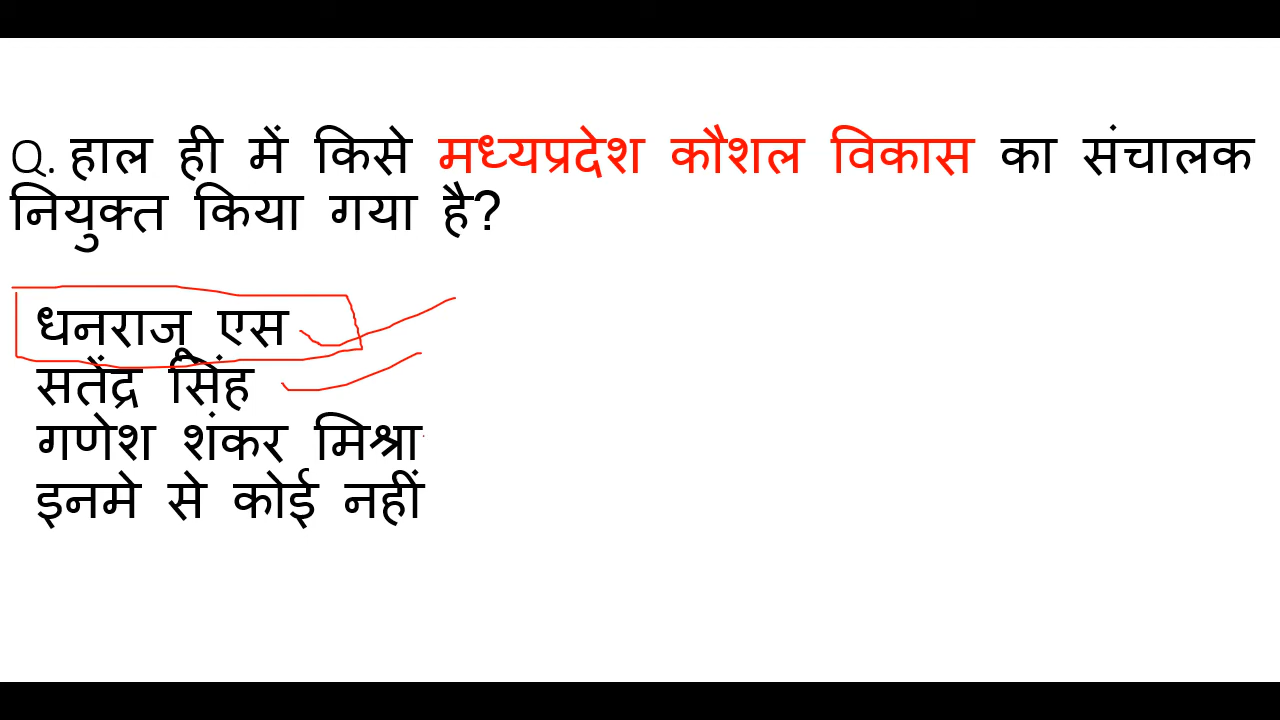 Q. हाल ही में किसे मध्यप्रदेश कौशल विकास का संचालक
नियुक्त किया गया है?
धनराजू एस
सतेंद्र सिंह
गणेश शंकर मिश्रा
इनमे से कोई नहीं